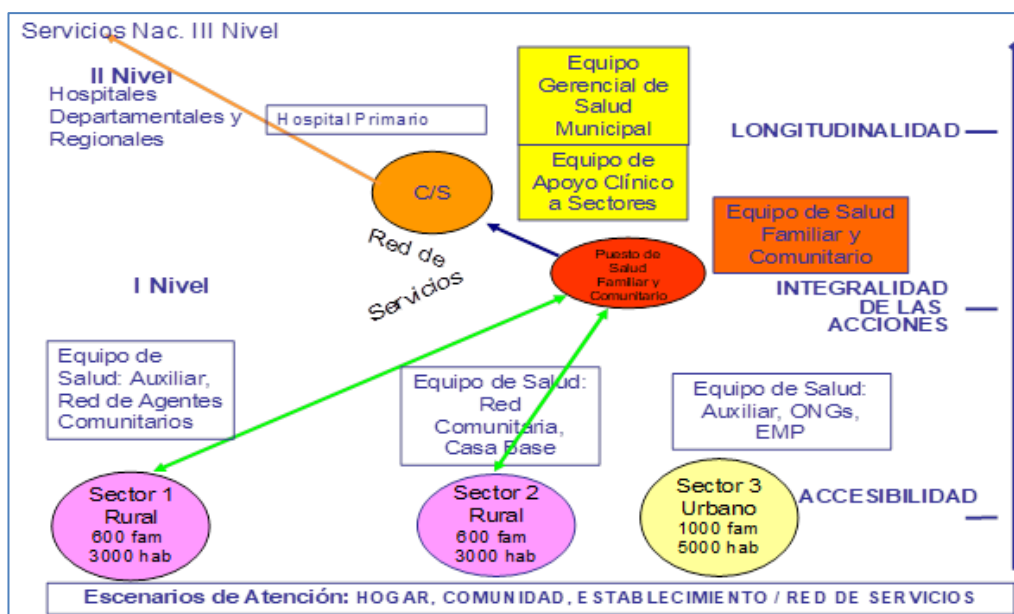 Servicios Nac. III Nivel
II Nivel
Hospitales
Departamentales y
Regionales
Hospital Primario
Equipo
Gerencial de
Salud
Municipal
LONGITUDINALIDAD
Equipo de
Apoyo Clínico
a Sectores
C/S
Red de
Servicios
Equipo de Salud
Familiar y
Comunitario
Puesto de
Salud
Familiar y
Comunitario
I Nivel
INTEGRALIDAD
DE LAS
ACCIONES
Equipo de
Salud: Auxiliar,
Red de Agentes
Comunitarios
Equipo de Salud:
Red
Comunitaria,
Casa Base
Equipo de Salud:
Auxiliar, ONGs,
EMP
Sector 1
Rural
600 fam
3000 hab
Sector 2
Rural
600 fam
3000 hab
Sector 3
Urbano
1000 fam
5000 hab
ACCESIBILIDAD
Escenarios de Atención: HOGAR, COMUNIDAD, ESTABLECIMIENTO / RED DE SERVICIOS